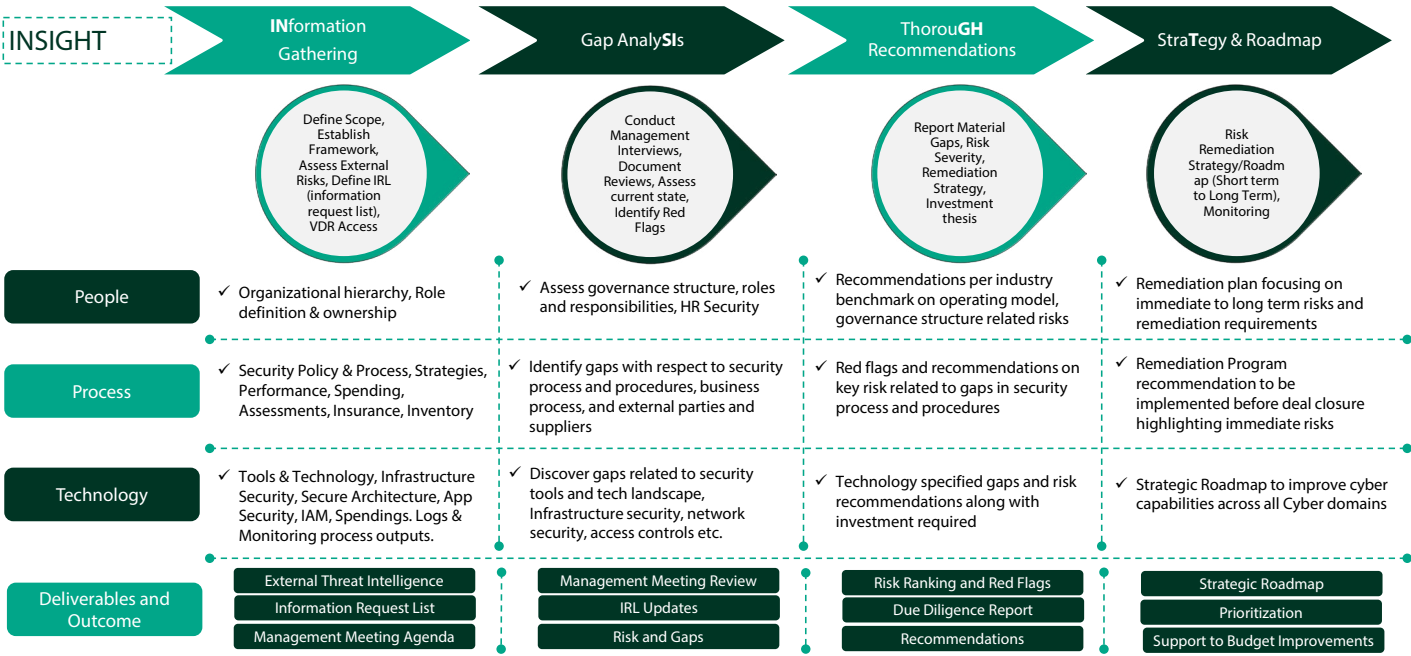 INSIGHT
INformation
Gathering
Gap AnalySIs
ThorouGH
Recommendations
StraTegy & Roadmap
Define Scope,
Establish
Framework,
Assess External
Risks, Define IRL
(information
request list),
VDR Access
Conduct
Management
Interviews,
Document
Reviews, Assess
current state,
Identify Red
Flags
Report Material
Gaps, Risk
Severity,
Remediation
Strategy,
Investment
thesis
Risk
Remediation
Strategy/Roadm
ap (Short term
to Long Term),
Monitoring
People
✓ Organizational hierarchy, Role
definition & ownership
✓ Assess governance structure, roles
and responsibilities, HR Security
✓ Recommendations per industry
benchmark on operating model,
governance structure related risks
✓ Remediation plan focusing on
immediate to long term risks and
remediation requirements
Process
✓ Security Policy & Process, Strategies,
Performance, Spending,
Assessments, Insurance, Inventory
✓ Identify gaps with respect to security
process and procedures, business
process, and external parties and
suppliers
✓ Red flags and recommendations on
key risk related to gaps in security
process and procedures
✓ Remediation Program
recommendation to be
implemented before deal closure
highlighting immediate risks
Technology
✓ Tools & Technology, Infrastructure
Security, Secure Architecture, App
Security, IAM, Spendings. Logs &
Monitoring process outputs.
✓ Discover gaps related to security
tools and tech landscape,
Infrastructure security, network
security, access controls etc.
✓ Technology specified gaps and risk
recommendations along with
investment required
✓ Strategic Roadmap to improve cyber
capabilities across all Cyber domains
Deliverables and
Outcome
External Threat Intelligence
Information Request List
Management Meeting Agenda
Management Meeting Review
IRL Updates
Risk and Gaps
Risk Ranking and Red Flags
Due Diligence Report
Recommendations
Strategic Roadmap
Prioritization
Support to Budget Improvements